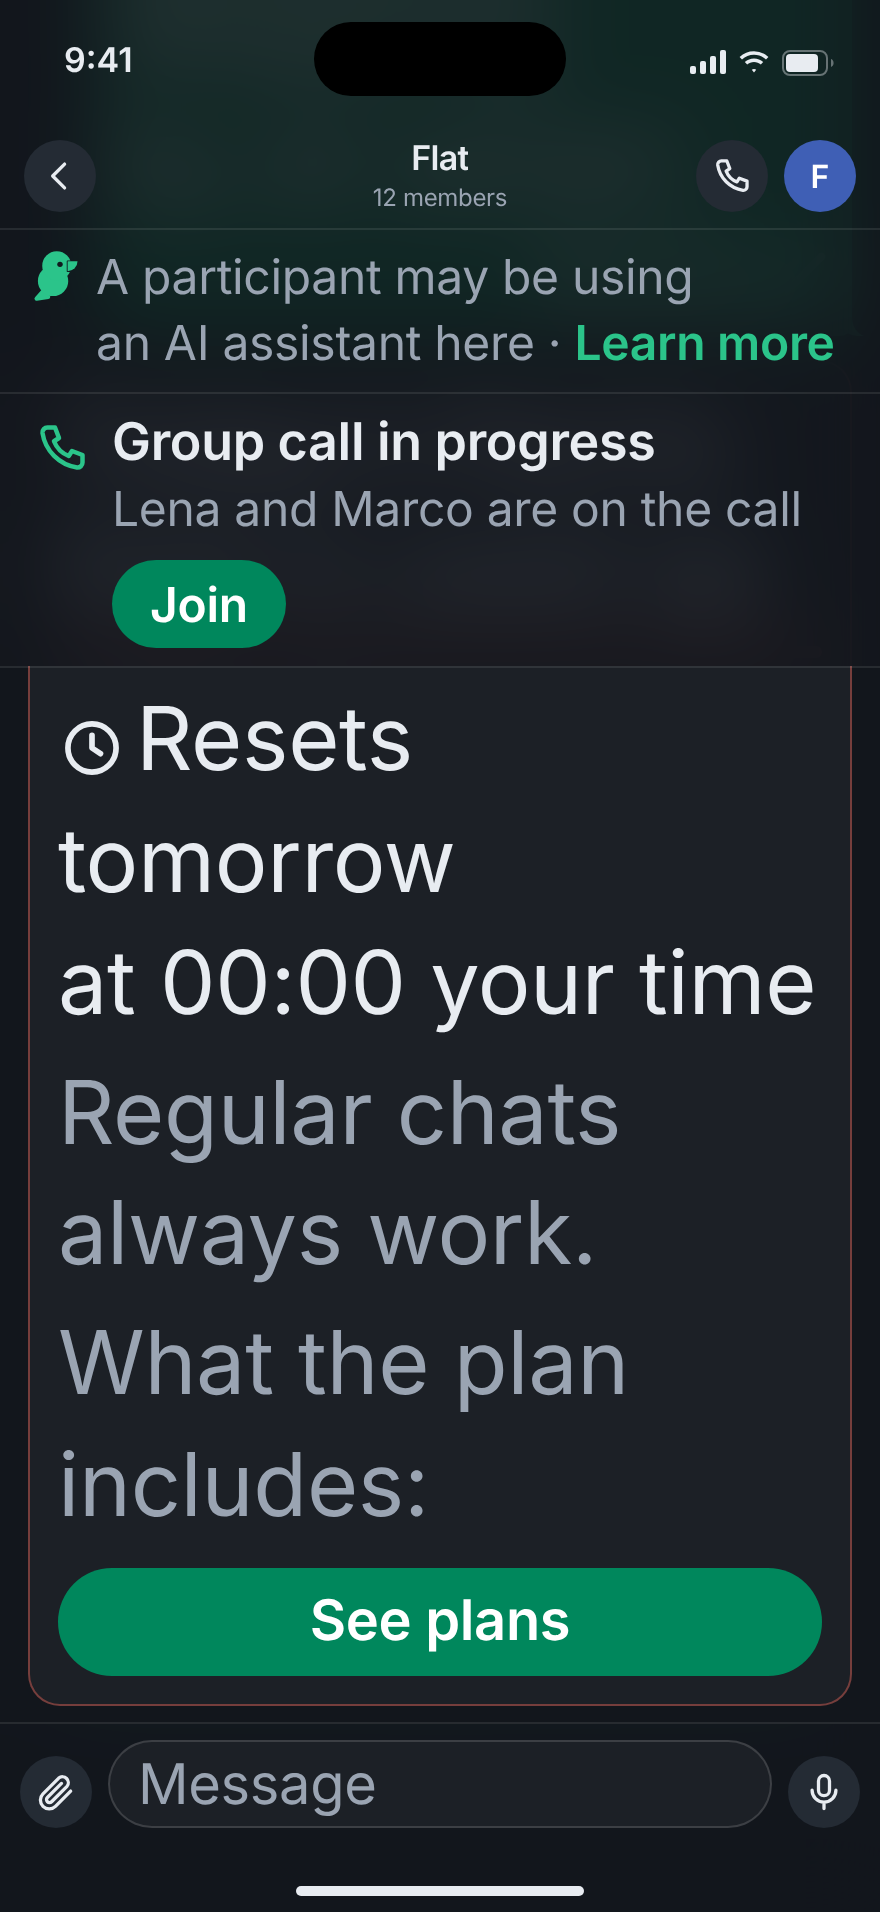 9:41
Flat
12 members
F
A participant may be using
an AI assistant here · Learn more
Group call in progress
Lena and Marco are on the call
Join
Resets
tomorrow
at 00:00 your time
Regular chats
always work.
What the plan
includes:
See plans
Message